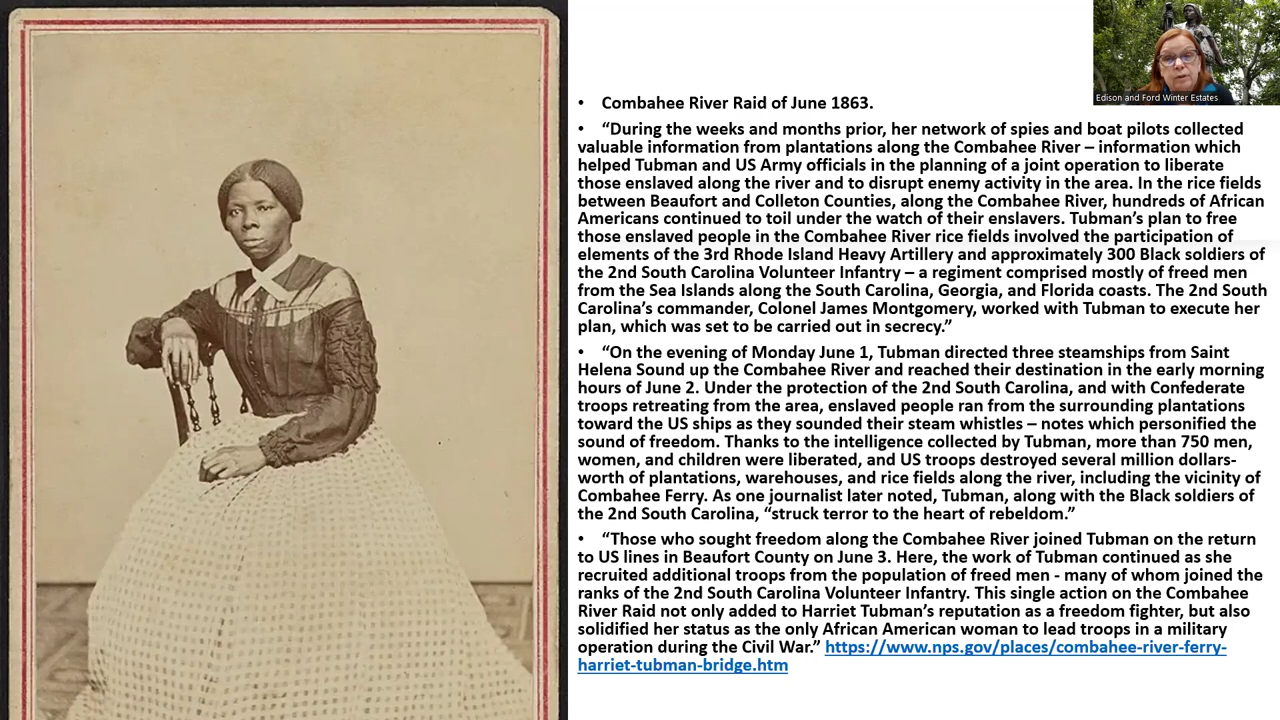 Edison and Ford Winter Estates
• Combahee River Raid of June 1863.
• “During the weeks and months prior, her network of spies and boat pilots collected
valuable information from plantations along the Combahee River – information which
helped Tubman and US Army officials in the planning of a joint operation to liberate
those enslaved along the river and to disrupt enemy activity in the area. In the rice fields
between Beaufort and Colleton Counties, along the Combahee River, hundreds of African
Americans continued to toil under the watch of their enslavers. Tubman’s plan to free
those enslaved people in the Combahee River rice fields involved the participation of
elements of the 3rd Rhode Island Heavy Artillery and approximately 300 Black soldiers of
the 2nd South Carolina Volunteer Infantry – a regiment comprised mostly of freed men
from the Sea Islands along the South Carolina, Georgia, and Florida coasts. The 2nd South
Carolina’s commander, Colonel James Montgomery, worked with Tubman to execute her
plan, which was set to be carried out in secrecy.”
• “On the evening of Monday June 1, Tubman directed three steamships from Saint
Helena Sound up the Combahee River and reached their destination in the early morning
hours of June 2. Under the protection of the 2nd South Carolina, and with Confederate
troops retreating from the area, enslaved people ran from the surrounding plantations
toward the US ships as they sounded their steam whistles – notes which personified the
sound of freedom. Thanks to the intelligence collected by Tubman, more than 750 men,
women, and children were liberated, and US troops destroyed several million dollars-
worth of plantations, warehouses, and rice fields along the river, including the vicinity of
Combahee Ferry. As one journalist later noted, Tubman, along with the Black soldiers of
the 2nd South Carolina, “struck terror to the heart of rebeldom.”
• “Those who sought freedom along the Combahee River joined Tubman on the return
to US lines in Beaufort County on June 3. Here, the work of Tubman continued as she
recruited additional troops from the population of freed men - many of whom joined the
ranks of the 2nd South Carolina Volunteer Infantry. This single action on the Combahee
River Raid not only added to Harriet Tubman’s reputation as a freedom fighter, but also
solidified her status as the only African American woman to lead troops in a military
operation during the Civil War.” https://www.nps.gov/places/combahee-river-ferry-
harriet-tubman-bridge.htm